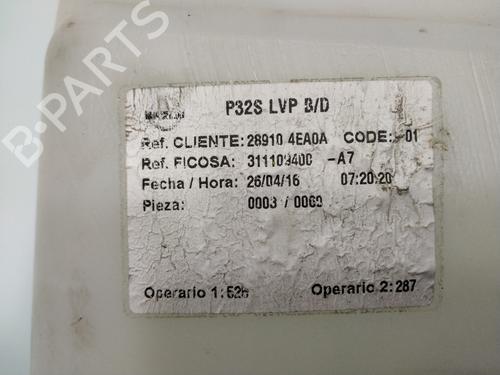 P32S LVP B/D
Ref. CLIENTE: 28910 4EA0A CODE: -01
Ref. FICOSA: 311109400 -A7
Fecha / Hora: 26/04/16 07:20:20
Pieza: 0003 / 0060
Operario 1: 526 Operario 2: 287